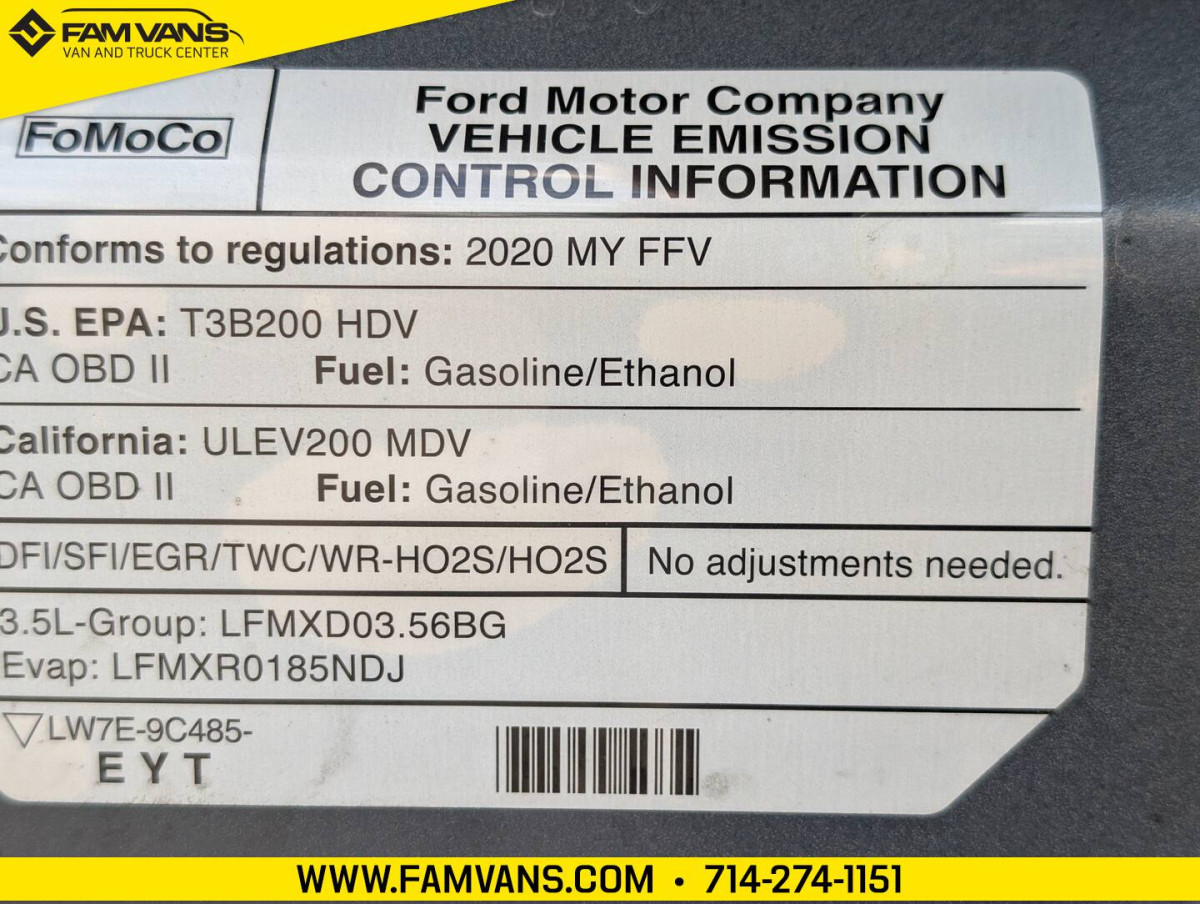 FAM VANS
VAN AND TRUCK CENTER
FoMoCo
Ford Motor Company
VEHICLE EMISSION
CONTROL INFORMATION
Conforms to regulations: 2020 MY FFV
U.S. EPA: T3B200 HDV
CA OBD II Fuel: Gasoline/Ethanol
California: ULEV200 MDV
CA OBD II Fuel: Gasoline/Ethanol
DFI/SFI/EGR/TWC/WR-HO2S/HO2S No adjustments needed.
3.5L-Group: LFMXD03.56BG
Evap: LFMXR0185NDJ
LW7E-9C485-
EYT
WWW.FAMVANS.COM • 714-274-1151